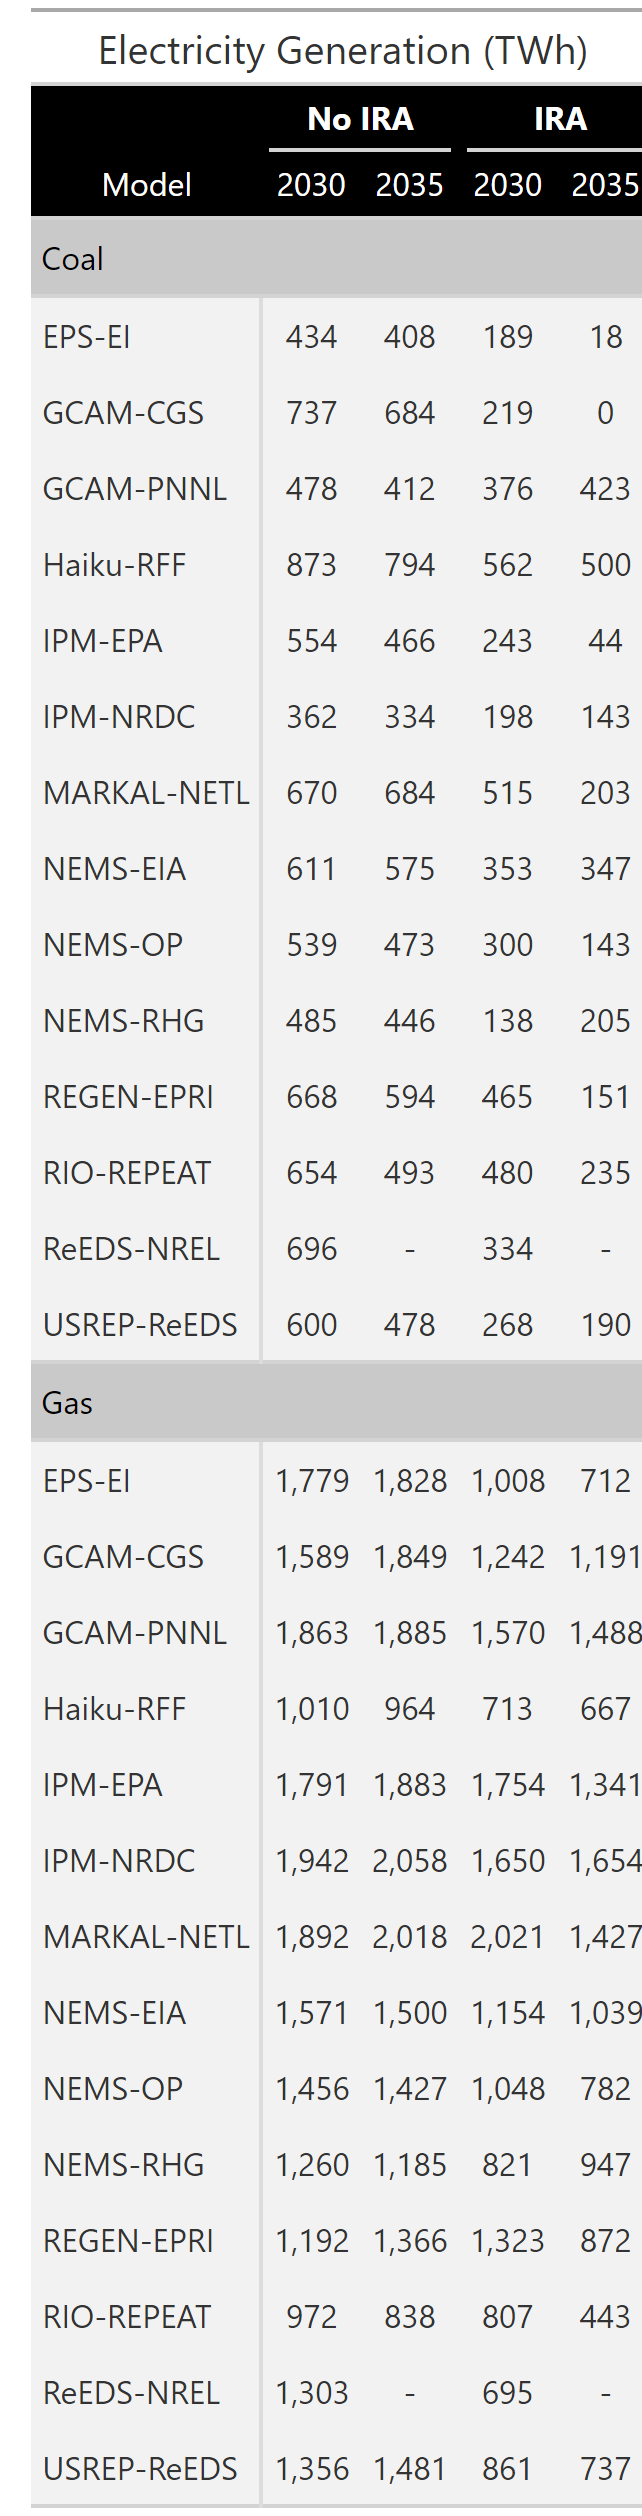 Electricity Generation (TWh)
No IRA IRA
Model 2030 2035 2030 2035
Coal
EPS-EI 434 408 189 18
GCAM-CGS 737 684 219 0
GCAM-PNNL 478 412 376 423
Haiku-RFF 873 794 562 500
IPM-EPA 554 466 243 44
IPM-NRDC 362 334 198 143
MARKAL-NETL 670 684 515 203
NEMS-EIA 611 575 353 347
NEMS-OP 539 473 300 143
NEMS-RHG 485 446 138 205
REGEN-EPRI 668 594 465 151
RIO-REPEAT 654 493 480 235
ReEDS-NREL 696 - 334 -
USREP-ReEDS 600 478 268 190
Gas
EPS-EI 1,779 1,828 1,008 712
GCAM-CGS 1,589 1,849 1,242 1,191
GCAM-PNNL 1,863 1,885 1,570 1,488
Haiku-RFF 1,010 964 713 667
IPM-EPA 1,791 1,883 1,754 1,341
IPM-NRDC 1,942 2,058 1,650 1,654
MARKAL-NETL 1,892 2,018 2,021 1,427
NEMS-EIA 1,571 1,500 1,154 1,039
NEMS-OP 1,456 1,427 1,048 782
NEMS-RHG 1,260 1,185 821 947
REGEN-EPRI 1,192 1,366 1,323 872
RIO-REPEAT 972 838 807 443
ReEDS-NREL 1,303 - 695 -
USREP-ReEDS 1,356 1,481 861 737